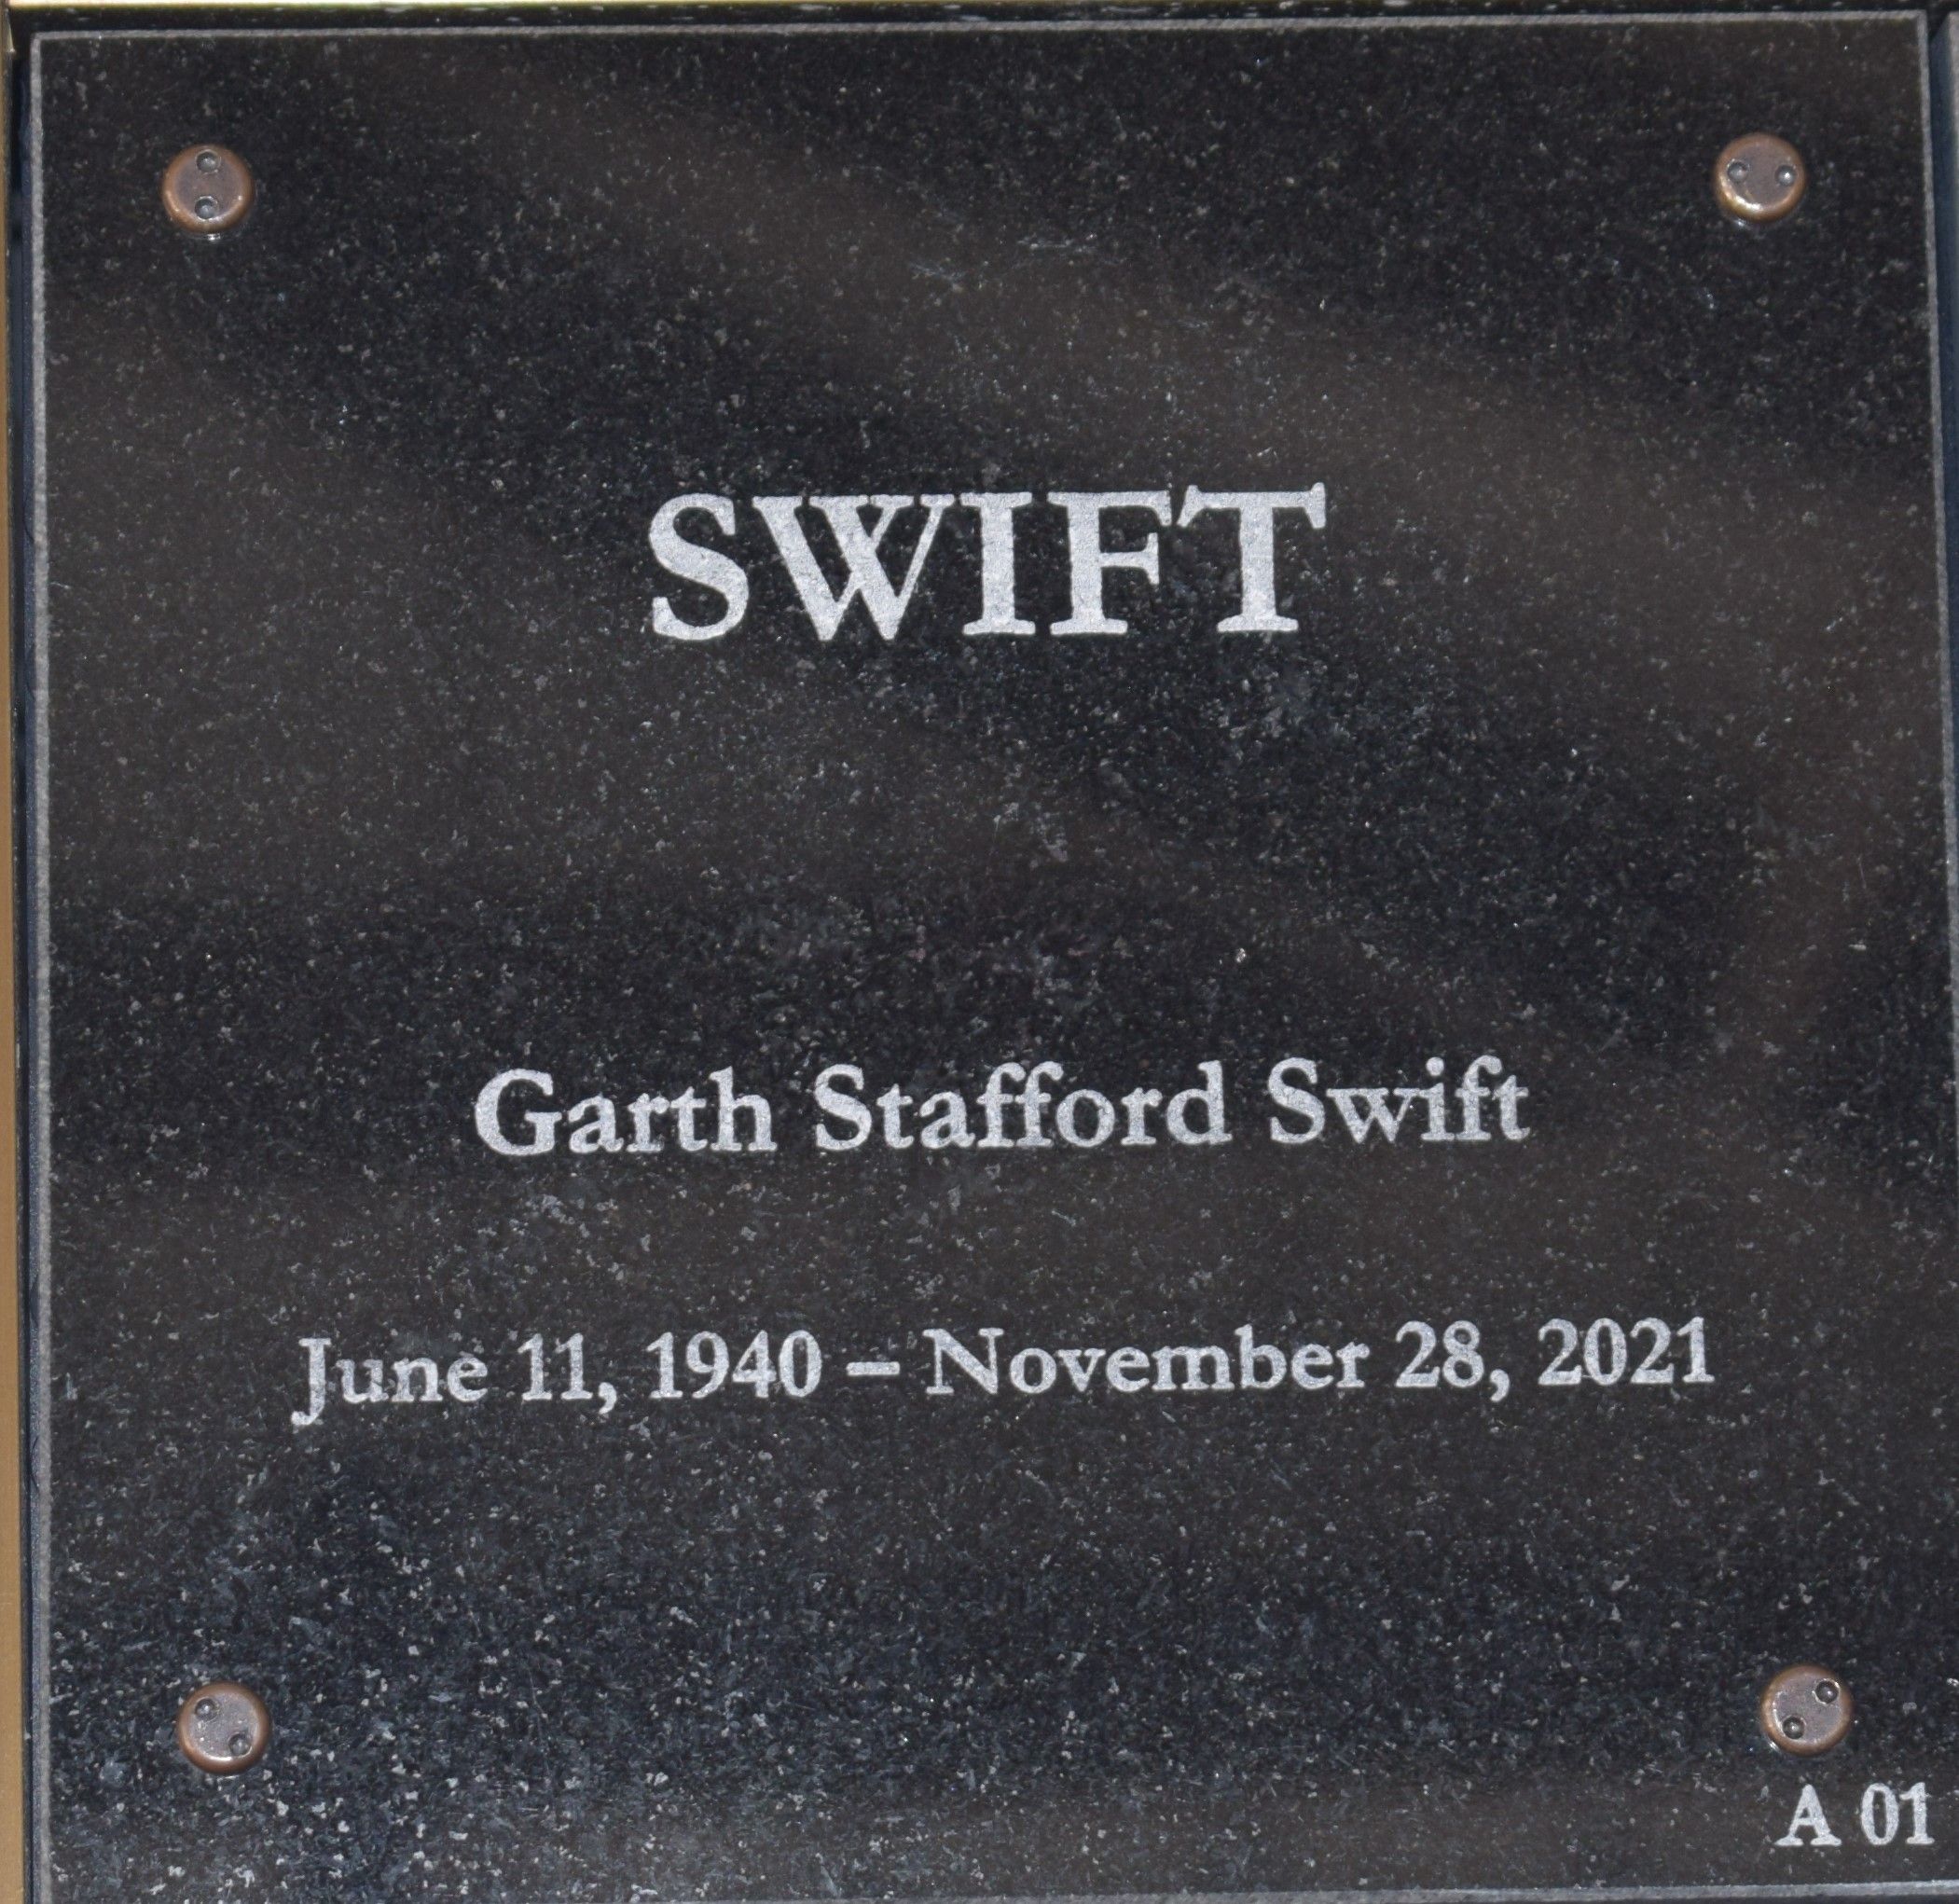 SWIFT
Garth Stafford Swift
June 11, 1940 – November 28, 2021
A 01